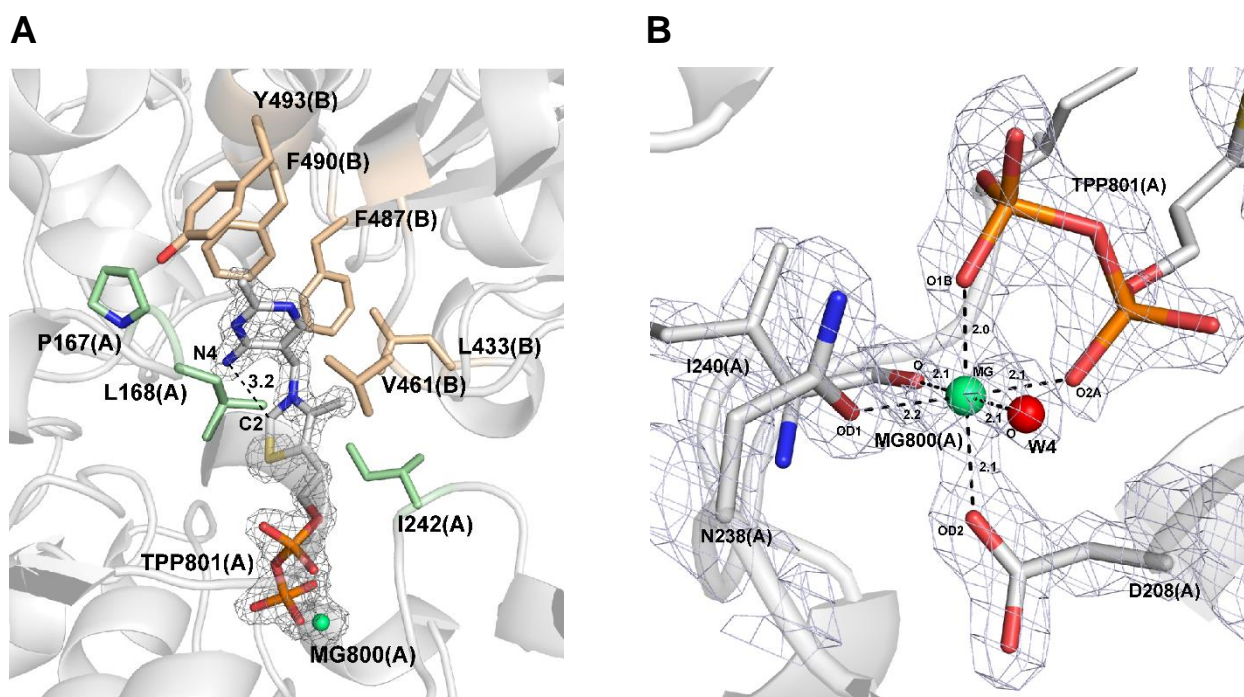 A
Y493(B)
F490(B)
F487(B)
P167(A)
N4
L168(A)
3.2
L433(B)
V461(B)
C2
I242(A)
TPP801(A)
MG800(A)
B
TPP801(A)
O1B
2.0
I240(A)
O
2.1
MG
2.1
O2A
OD1
2.2
2.1
O
MG800(A)
W4
2.1
N238(A)
OD2
D208(A)